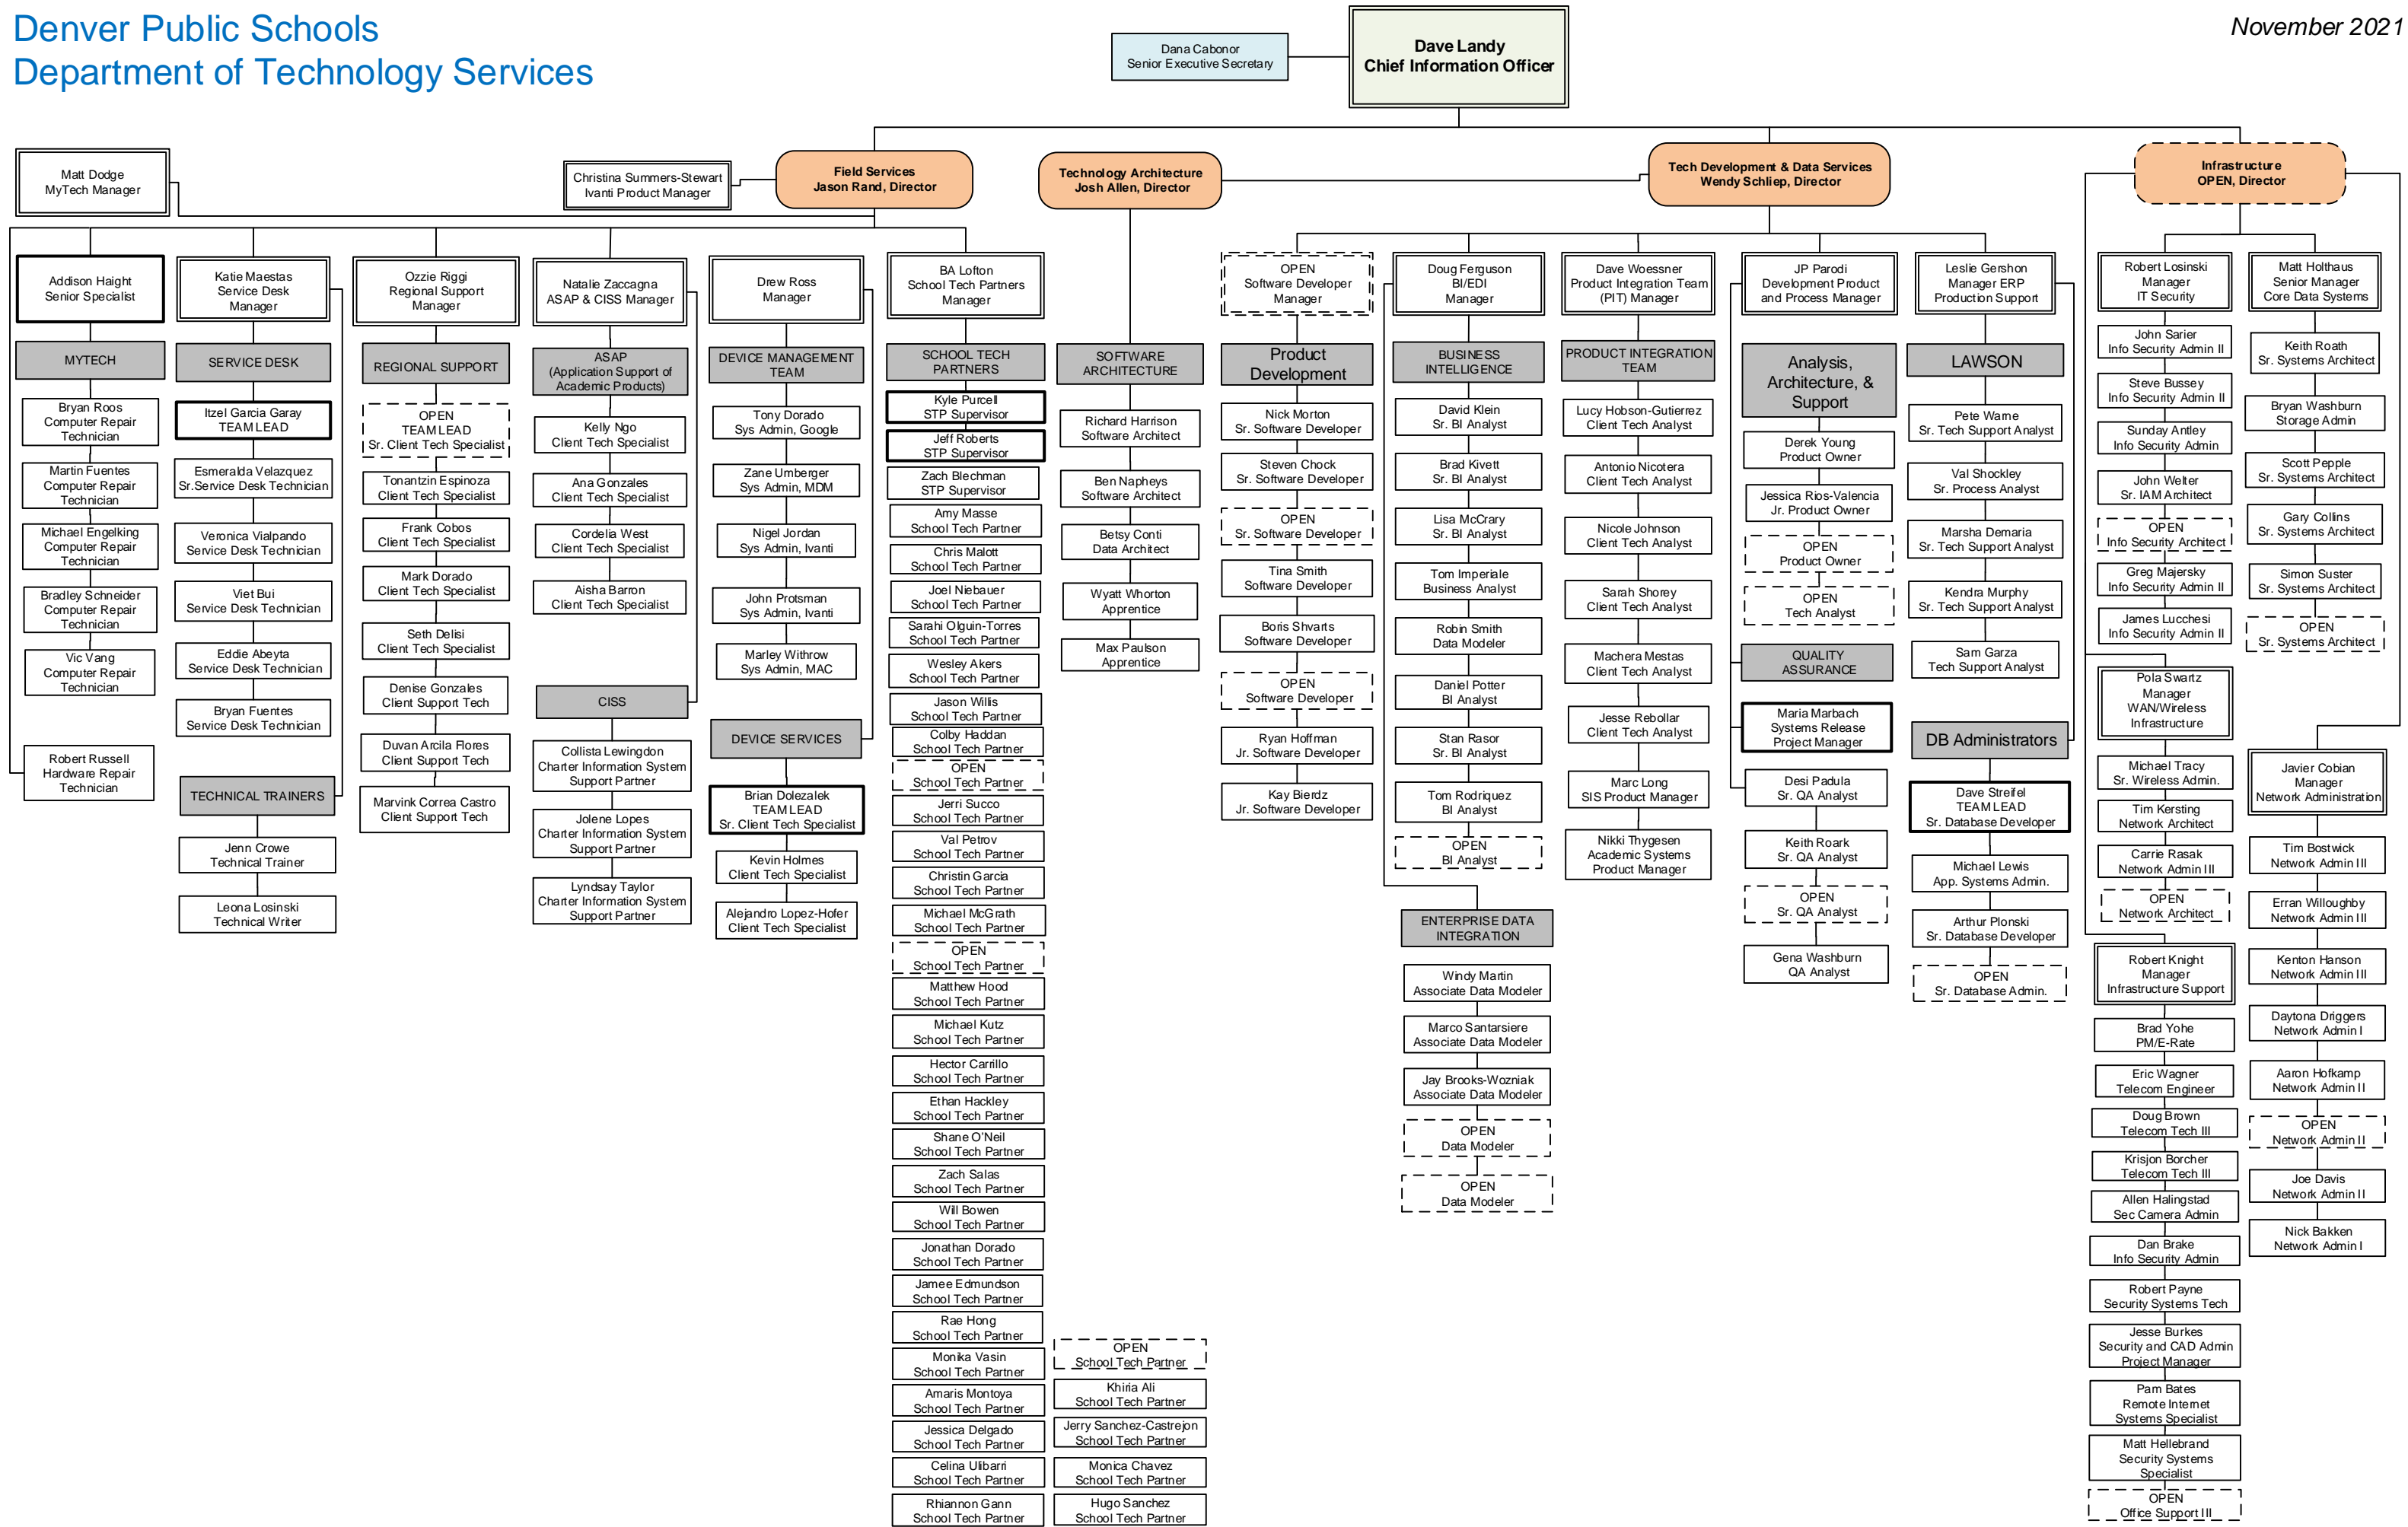 Denver Public Schools
Department of Technology Services
November 2021
Dana Cabonor
Senior Executive Secretary
Dave Landy
Chief Information Officer
Matt Dodge
MyTech Manager
Christina Summers-Stewart
Ivanti Product Manager
Field Services
Jason Rand, Director
Technology Architecture
Josh Allen, Director
Tech Development & Data Services
Wendy Schliep, Director
Infrastructure
OPEN, Director
Addison Haight
Senior Specialist
MYTECH
Bryan Roos
Computer Repair
Technician
Martin Fuentes
Computer Repair
Technician
Michael Engelking
Computer Repair
Technician
Bradley Schneider
Computer Repair
Technician
Vic Vang
Computer Repair
Technician
Robert Russell
Hardware Repair
Technician
Katie Maestas
Service Desk
Manager
SERVICE DESK
Itzel Garcia Garay
TEAM LEAD
Esmeralda Velazquez
Sr.Service Desk Technician
Veronica Vialpando
Service Desk Technician
Viet Bui
Service Desk Technician
Eddie Abeyta
Service Desk Technician
Bryan Fuentes
Service Desk Technician
TECHNICAL TRAINERS
Jenn Crowe
Technical Trainer
Leona Losinski
Technical Writer
Ozzie Riggi
Regional Support
Manager
REGIONAL SUPPORT
OPEN
TEAM LEAD
Sr. Client Tech Specialist
Tonantzin Espinoza
Client Tech Specialist
Frank Cobos
Client Tech Specialist
Mark Dorado
Client Tech Specialist
Seth Delisi
Client Tech Specialist
Denise Gonzales
Client Support Tech
Duvan Arcila Flores
Client Support Tech
Marvink Correa Castro
Client Support Tech
Natalie Zaccagna
ASAP & CISS Manager
ASAP
(Application Support of
Academic Products)
Kelly Ngo
Client Tech Specialist
Ana Gonzales
Client Tech Specialist
Cordelia West
Client Tech Specialist
Aisha Barron
Client Tech Specialist
CISS
Collista Lewingdon
Charter Information System
Support Partner
Jolene Lopes
Charter Information System
Support Partner
Lyndsay Taylor
Charter Information System
Support Partner
Drew Ross
Manager
DEVICE MANAGEMENT
TEAM
Tony Dorado
Sys Admin, Google
Zane Umberger
Sys Admin, MDM
Nigel Jordan
Sys Admin, Ivanti
John Protsman
Sys Admin, Ivanti
Marley Withrow
Sys Admin, MAC
DEVICE SERVICES
Brian Dolezalek
TEAM LEAD
Sr. Client Tech Specialist
Kevin Holmes
Client Tech Specialist
Alejandro Lopez-Hofer
Client Tech Specialist
BA Lofton
School Tech Partners
Manager
SCHOOL TECH
PARTNERS
Kyle Purcell
STP Supervisor
Jeff Roberts
STP Supervisor
Zach Blechman
STP Supervisor
Amy Masse
School Tech Partner
Chris Malott
School Tech Partner
Joel Niebauer
School Tech Partner
Sarahi Olguin-Torres
School Tech Partner
Wesley Akers
School Tech Partner
Jason Willis
School Tech Partner
Colby Haddan
School Tech Partner
OPEN
School Tech Partner
Jerri Succo
School Tech Partner
Val Petrov
School Tech Partner
Christin Garcia
School Tech Partner
Michael McGrath
School Tech Partner
OPEN
School Tech Partner
Matthew Hood
School Tech Partner
Michael Kutz
School Tech Partner
Hector Carrillo
School Tech Partner
Ethan Hackley
School Tech Partner
Shane O'Neil
School Tech Partner
Zach Salas
School Tech Partner
Will Bowen
School Tech Partner
Jonathan Dorado
School Tech Partner
Jamee Edmundson
School Tech Partner
Rae Hong
School Tech Partner
Monika Vasin
School Tech Partner
Amaris Montoya
School Tech Partner
Jessica Delgado
School Tech Partner
Celina Ulibarri
School Tech Partner
Rhiannon Gann
School Tech Partner
OPEN
School Tech Partner
Khiria Ali
School Tech Partner
Jerry Sanchez-Castrejon
School Tech Partner
Monica Chavez
School Tech Partner
Hugo Sanchez
School Tech Partner
SOFTWARE
ARCHITECTURE
Richard Harrison
Software Architect
Ben Napheys
Software Architect
Betsy Conti
Data Architect
Wyatt Whorton
Apprentice
Max Paulson
Apprentice
OPEN
Software Developer
Manager
Product
Development
Nick Morton
Sr. Software Developer
Steven Chock
Sr. Software Developer
OPEN
Sr. Software Developer
Tina Smith
Software Developer
Boris Shvarts
Software Developer
OPEN
Software Developer
Ryan Hoffman
Jr. Software Developer
Kay Bierdz
Jr. Software Developer
Doug Ferguson
BI/EDI
Manager
BUSINESS
INTELLIGENCE
David Klein
Sr. BI Analyst
Brad Kivett
Sr. BI Analyst
Lisa McCrary
Sr. BI Analyst
Tom Imperiale
Business Analyst
Robin Smith
Data Modeler
Daniel Potter
BI Analyst
Stan Rasor
Sr. BI Analyst
Tom Rodriquez
BI Analyst
OPEN
BI Analyst
ENTERPRISE DATA
INTEGRATION
Windy Martin
Associate Data Modeler
Marco Santarsiere
Associate Data Modeler
Jay Brooks-Wozniak
Associate Data Modeler
OPEN
Data Modeler
OPEN
Data Modeler
Dave Woessner
Product Integration Team
(PIT) Manager
PRODUCT INTEGRATION
TEAM
Lucy Hobson-Gutierrez
Client Tech Analyst
Antonio Nicotera
Client Tech Analyst
Nicole Johnson
Client Tech Analyst
Sarah Shorey
Client Tech Analyst
Machera Mestas
Client Tech Analyst
Jesse Rebollar
Client Tech Analyst
Marc Long
SIS Product Manager
Nikki Thygesen
Academic Systems
Product Manager
JP Parodi
Development Product
and Process Manager
Analysis,
Architecture, &
Support
Derek Young
Product Owner
Jessica Rios-Valencia
Jr. Product Owner
OPEN
Product Owner
OPEN
Tech Analyst
QUALITY
ASSURANCE
Maria Marbach
Systems Release
Project Manager
Desi Padula
Sr. QA Analyst
Keith Roark
Sr. QA Analyst
OPEN
Sr. QA Analyst
Gena Washburn
QA Analyst
Leslie Gershon
Manager ERP
Production Support
LAWSON
Pete Warne
Sr. Tech Support Analyst
Val Shockley
Sr. Process Analyst
Marsha Demaria
Sr. Tech Support Analyst
Kendra Murphy
Sr. Tech Support Analyst
Sam Garza
Tech Support Analyst
DB Administrators
Dave Streifel
TEAM LEAD
Sr. Database Developer
Michael Lewis
App. Systems Admin.
Arthur Plonski
Sr. Database Developer
OPEN
Sr. Database Admin.
Robert Losinski
Manager
IT Security
John Sarier
Info Security Admin II
Steve Bussey
Info Security Admin II
Sunday Antley
Info Security Admin
John Welter
Sr. IAM Architect
OPEN
Info Security Architect
Greg Majersky
Info Security Admin II
James Lucchesi
Info Security Admin II
Pola Swartz
Manager
WAN/Wireless
Infrastructure
Michael Tracy
Sr. Wireless Admin.
Tim Kersting
Network Architect
Carrie Rasak
Network Admin III
OPEN
Network Architect
Robert Knight
Manager
Infrastructure Support
Brad Yohe
PM/E-Rate
Eric Wagner
Telecom Engineer
Doug Brown
Telecom Tech III
Krisjon Borcher
Telecom Tech III
Allen Halingstad
Sec Camera Admin
Dan Brake
Info Security Admin
Robert Payne
Security Systems Tech
Jesse Burkes
Security and CAD Admin
Project Manager
Pam Bates
Remote Internet
Systems Specialist
Matt Hellebrand
Security Systems
Specialist
OPEN
Office Support III
Matt Holthaus
Senior Manager
Core Data Systems
Keith Roath
Sr. Systems Architect
Bryan Washburn
Storage Admin
Scott Pepple
Sr. Systems Architect
Gary Collins
Sr. Systems Architect
Simon Suster
Sr. Systems Architect
OPEN
Sr. Systems Architect
Javier Cobian
Manager
Network Administration
Tim Bostwick
Network Admin III
Erran Willoughby
Network Admin III
Kenton Hanson
Network Admin III
Daytona Driggers
Network Admin I
Aaron Hofkamp
Network Admin II
OPEN
Network Admin II
Joe Davis
Network Admin II
Nick Bakken
Network Admin I